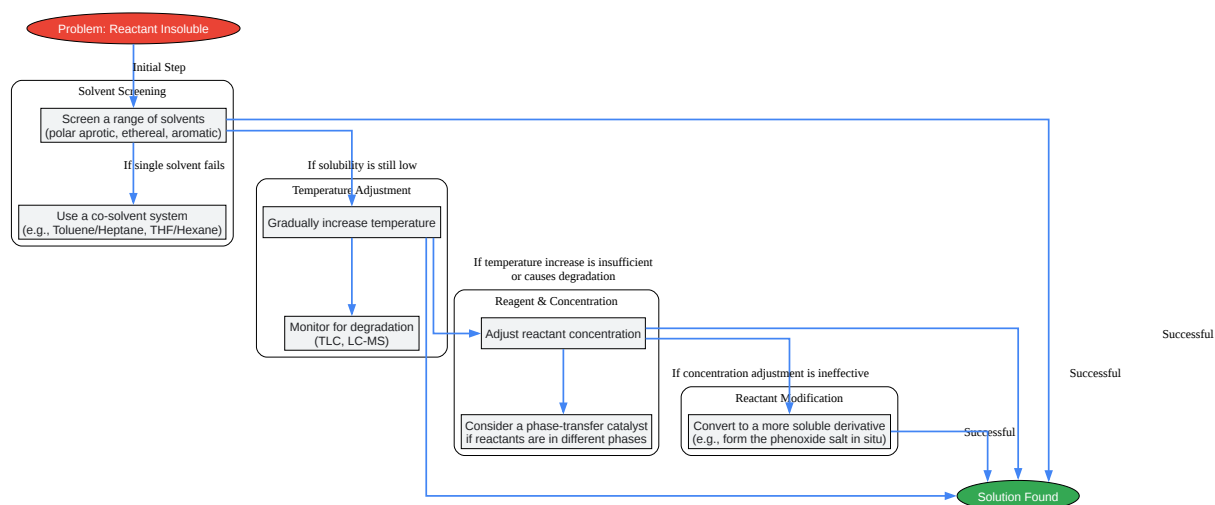 Problem: Reactant Insoluble
Initial Step
Solvent Screening
Screen a range of solvents
(polar aprotic, ethereal, aromatic)
If single solvent fails
Use a co-solvent system
(e.g., Toluene/Heptane, THF/Hexane)
If solubility is still low
Temperature Adjustment
Gradually increase temperature
Monitor for degradation
(TLC, LC-MS)
If temperature increase is insufficient
or causes degradation
Reagent & Concentration
Adjust reactant concentration
Consider a phase-transfer catalyst
if reactants are in different phases
If concentration adjustment is ineffective
Reactant Modification
Convert to a more soluble derivative
(e.g., form the phenoxide salt in situ)
Successful
Successful
Successful
Solution Found